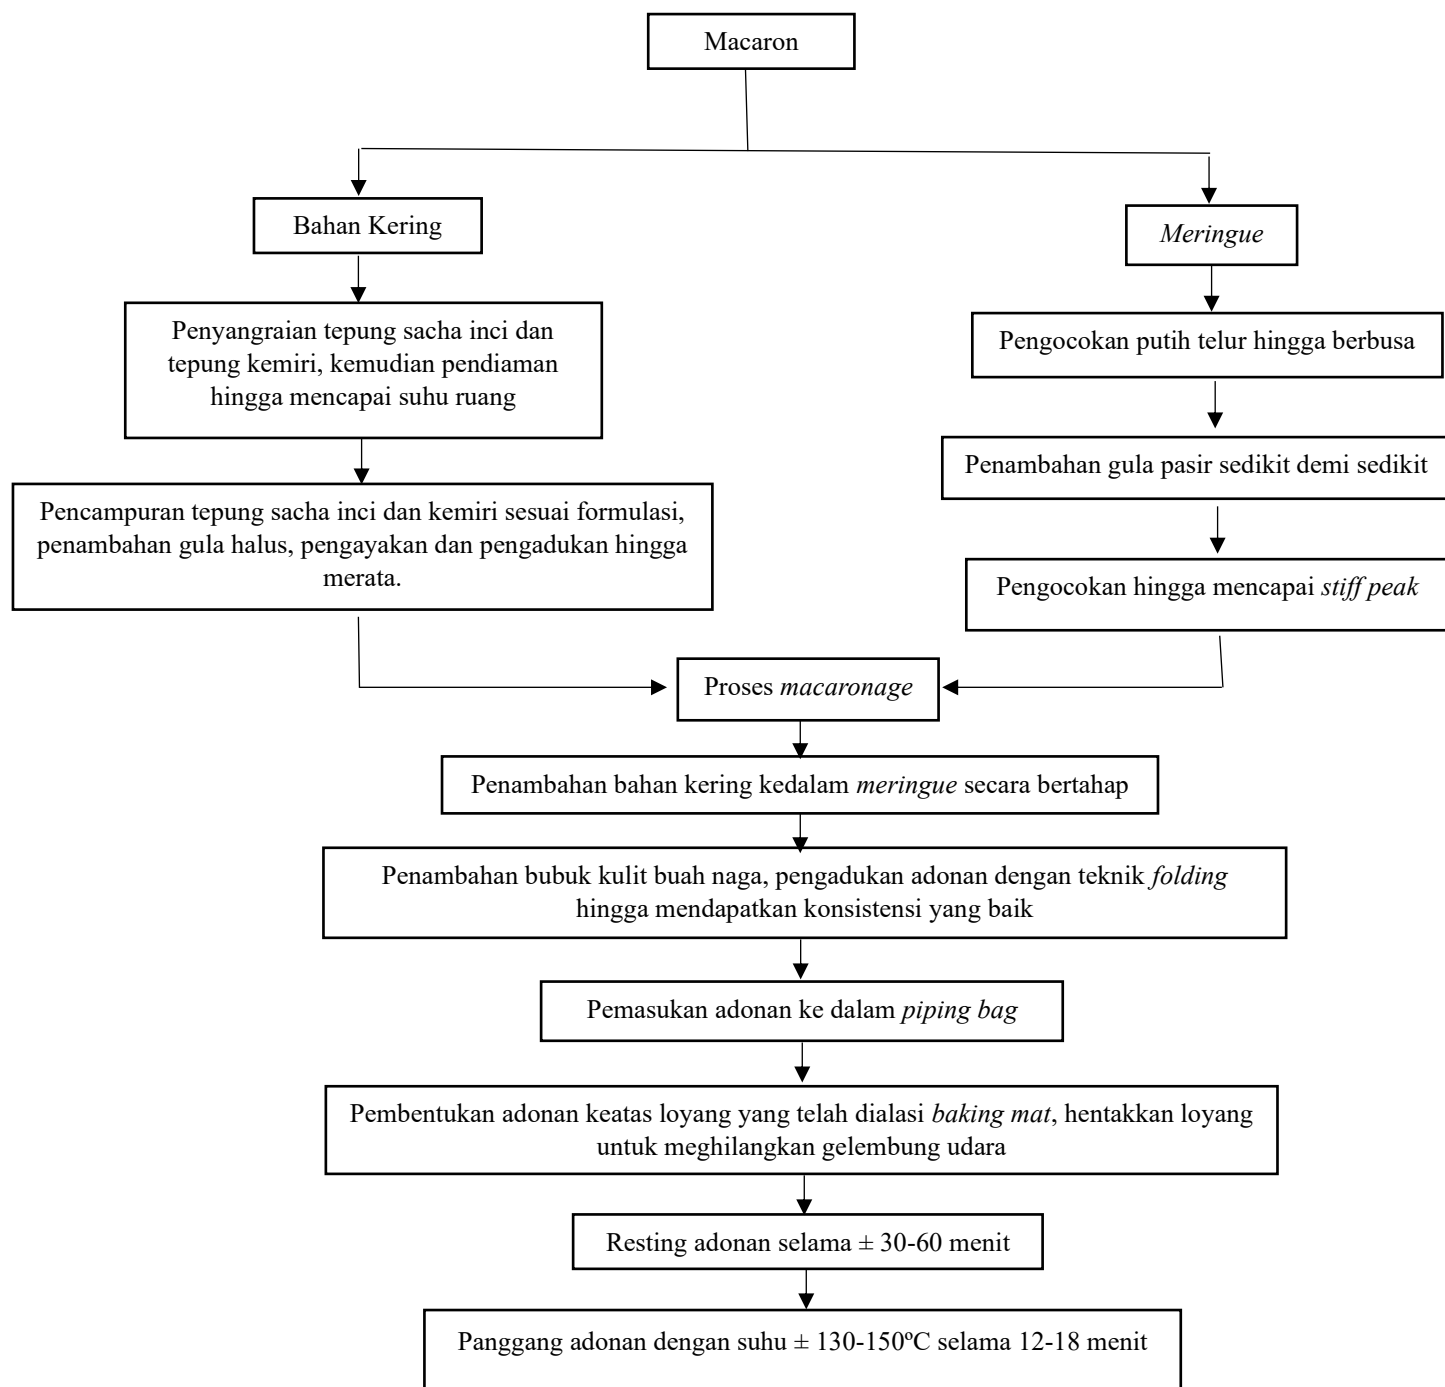 Macaron
Bahan Kering
Meringue
Penyangraian tepung sacha inci dan
tepung kemiri, kemudian pendiaman
hingga mencapai suhu ruang
Pengocokan putih telur hingga berbusa
Penambahan gula pasir sedikit demi sedikit
Pencampuran tepung sacha inci dan kemiri sesuai formulasi,
penambahan gula halus, pengayakan dan pengadukan hingga
merata.
Pengocokan hingga mencapai stiff peak
Proses macaronage
Penambahan bahan kering kedalam meringue secara bertahap
Penambahan bubuk kulit buah naga, pengadukan adonan dengan teknik folding
hingga mendapatkan konsistensi yang baik
Pemasukan adonan ke dalam piping bag
Pembentukan adonan keatas loyang yang telah dialasi baking mat, hentakkan loyang
untuk meghilangkan gelembung udara
Resting adonan selama ± 30-60 menit
Panggang adonan dengan suhu ± 130-150ºC selama 12-18 menit